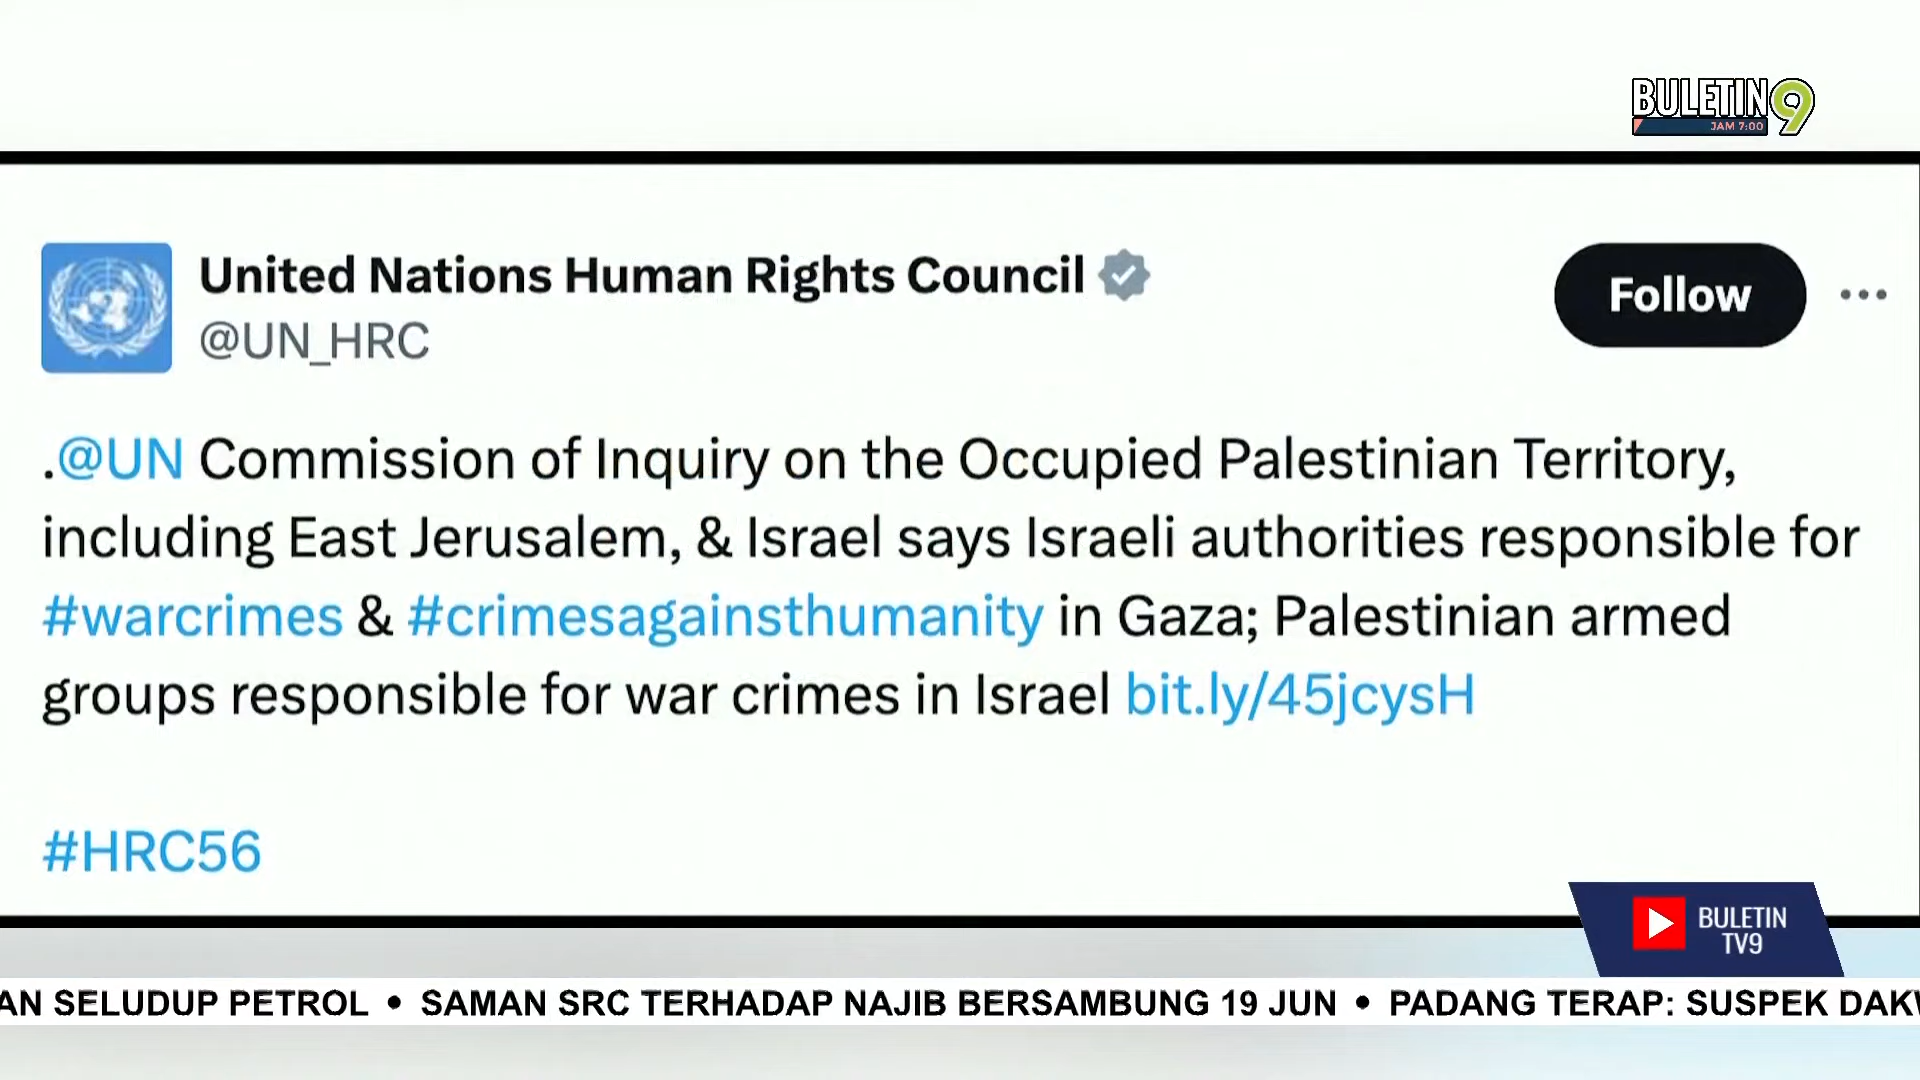 BULETIN 9
JAM 7:00
United Nations Human Rights Council
@UN_HRC
Follow
.@UN Commission of Inquiry on the Occupied Palestinian Territory,
including East Jerusalem, & Israel says Israeli authorities responsible for
#warcrimes & #crimesagainsthumanity in Gaza; Palestinian armed
groups responsible for war crimes in Israel bit.ly/45jcysH
#HRC56
BULETIN
TV9
AN SELUDUP PETROL • SAMAN SRC TERHADAP NAJIB BERSAMBUNG 19 JUN • PADANG TERAP: SUSPEK DAK